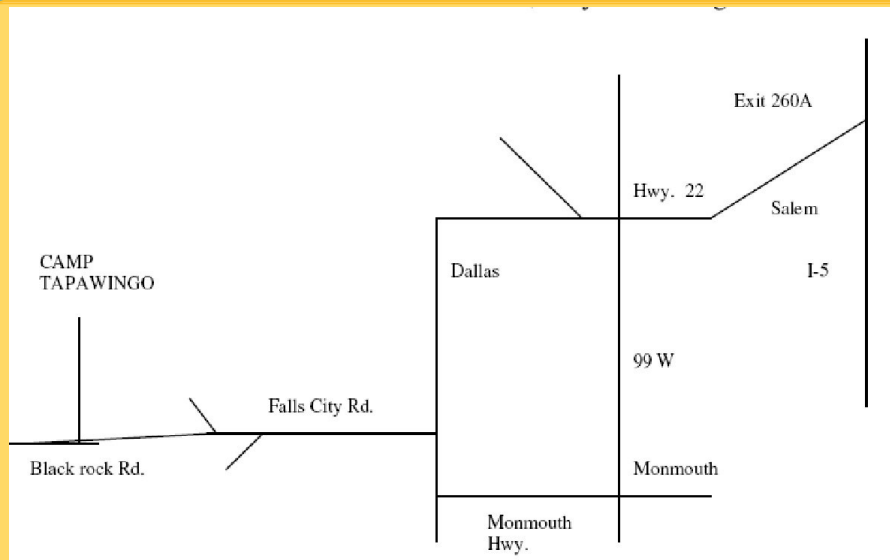 Exit 260A
Hwy. 22
Salem
CAMP
TAPAWINGO
Dallas
I-5
99 W
Falls City Rd.
Black rock Rd.
Monmouth
Monmouth
Hwy.